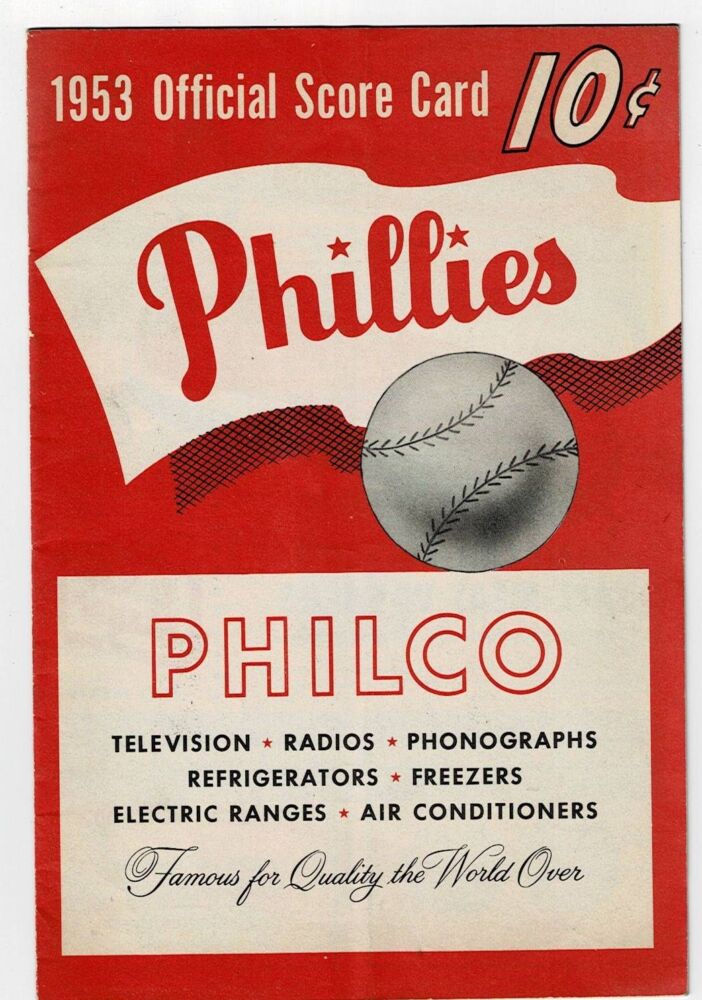 1953 Official Score Card 10¢
Phillies
PHILCO
TELEVISION ★ RADIOS ★ PHONOGRAPHS
REFRIGERATORS ★ FREEZERS
ELECTRIC RANGES ★ AIR CONDITIONERS
Famous for Quality the World Over